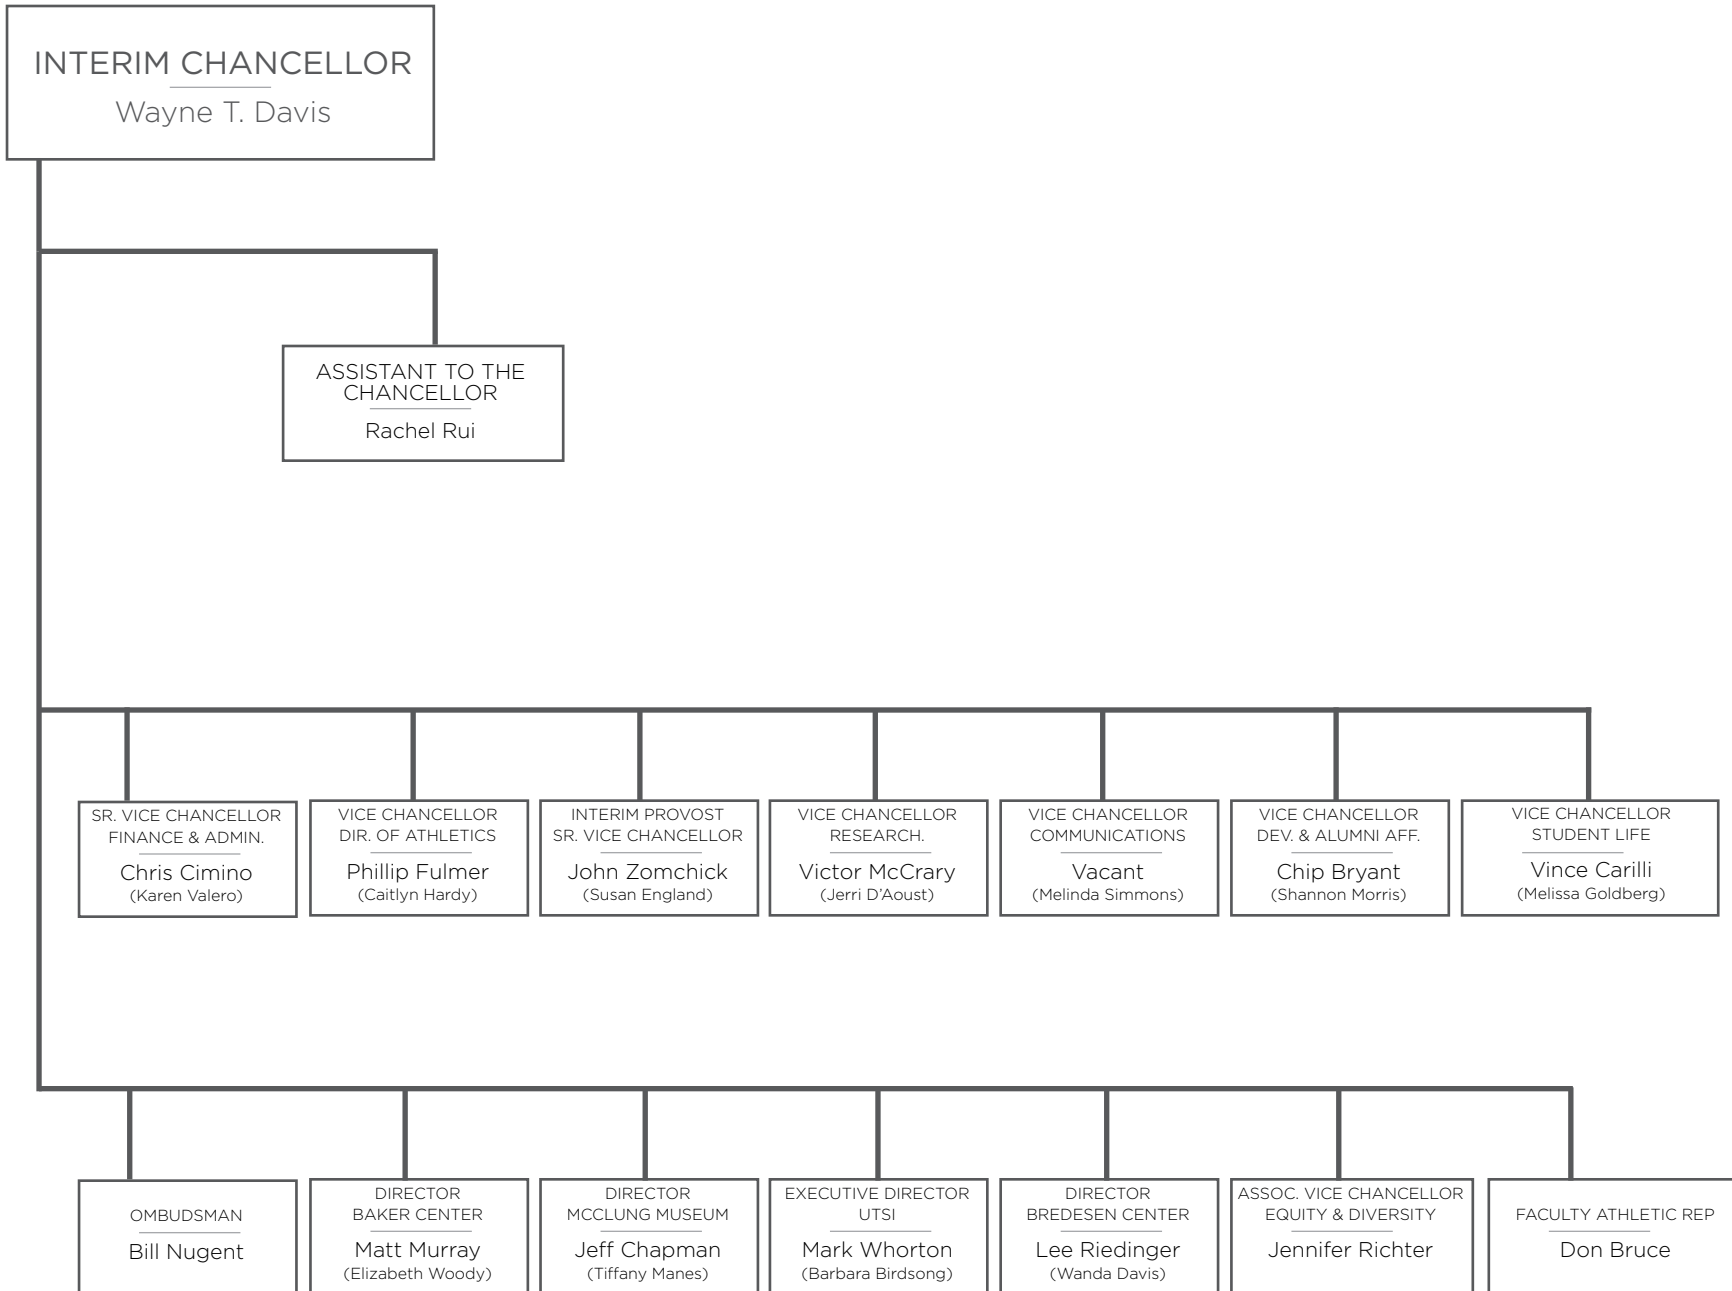 INTERIM CHANCELLOR
Wayne T. Davis
ASSISTANT TO THE
CHANCELLOR
Rachel Rui
SR. VICE CHANCELLOR
FINANCE & ADMIN.
Chris Cimino
(Karen Valero)
VICE CHANCELLOR
DIR. OF ATHLETICS
Phillip Fulmer
(Caitlyn Hardy)
INTERIM PROVOST
SR. VICE CHANCELLOR
John Zomchick
(Susan England)
VICE CHANCELLOR
RESEARCH.
Victor McCrary
(Jerri D'Aoust)
VICE CHANCELLOR
COMMUNICATIONS
Vacant
(Melinda Simmons)
VICE CHANCELLOR
DEV. & ALUMNI AFF.
Chip Bryant
(Shannon Morris)
VICE CHANCELLOR
STUDENT LIFE
Vince Carilli
(Melissa Goldberg)
OMBUDSMAN
Bill Nugent
DIRECTOR
BAKER CENTER
Matt Murray
(Elizabeth Woody)
DIRECTOR
MCCLUNG MUSEUM
Jeff Chapman
(Tiffany Manes)
EXECUTIVE DIRECTOR
UTSI
Mark Whorton
(Barbara Birdsong)
DIRECTOR
BREDESEN CENTER
Lee Riedinger
(Wanda Davis)
ASSOC. VICE CHANCELLOR
EQUITY & DIVERSITY
Jennifer Richter
FACULTY ATHLETIC REP
Don Bruce